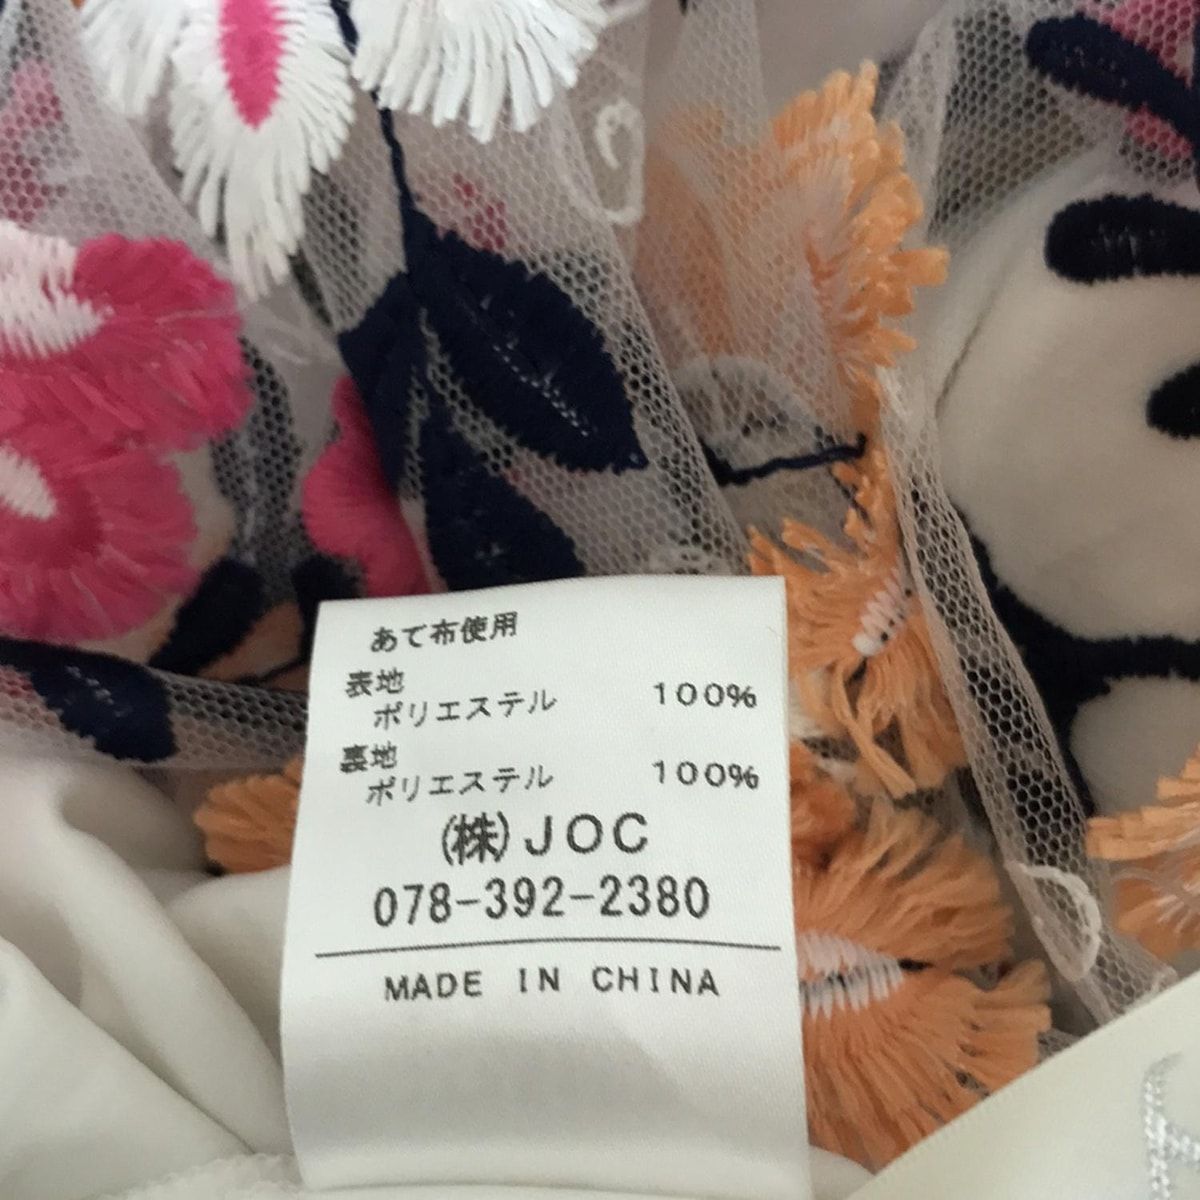 あて布使用
表地
ポリエステル 100%
裏地
ポリエステル 100%
(株)JOC
078-392-2380
MADE IN CHINA